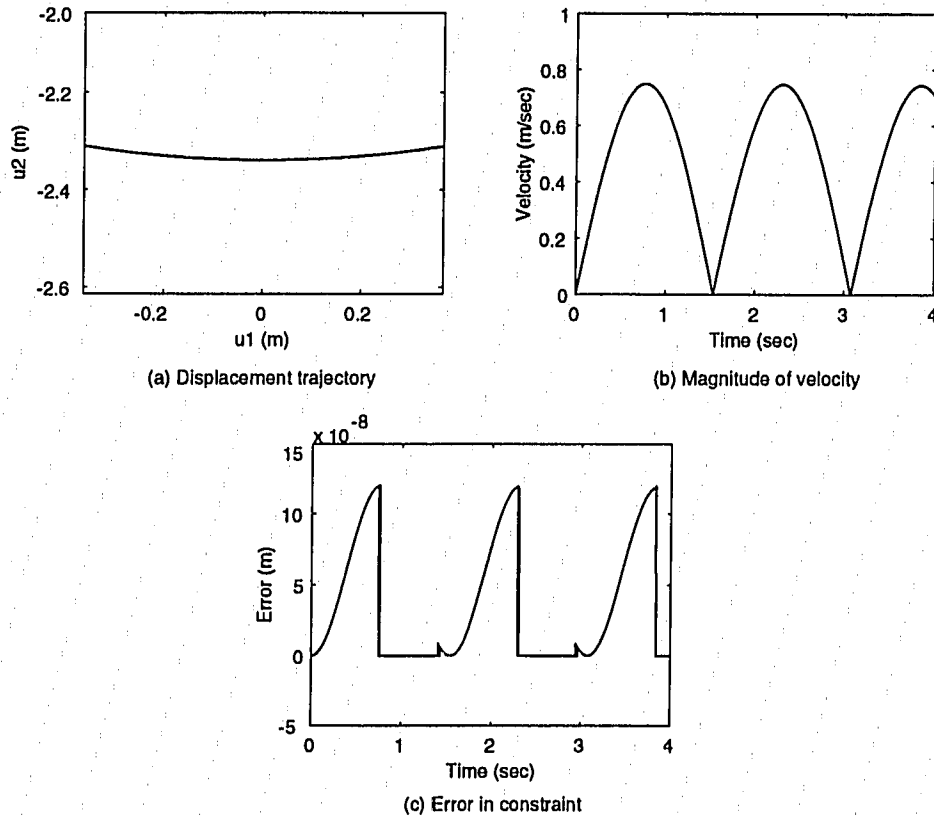 -2.0
-2.2
-2.4
-2.6
u2 (m)
-0.2
0
0.2
u1 (m)
(a) Displacement trajectory
1
0.8
0.6
0.4
0.2
0
Velocity (m/sec)
0
1
2
3
4
Time (sec)
(b) Magnitude of velocity
x 10^-8
15
10
5
0
-5
Error (m)
0
1
2
3
4
Time (sec)
(c) Error in constraint